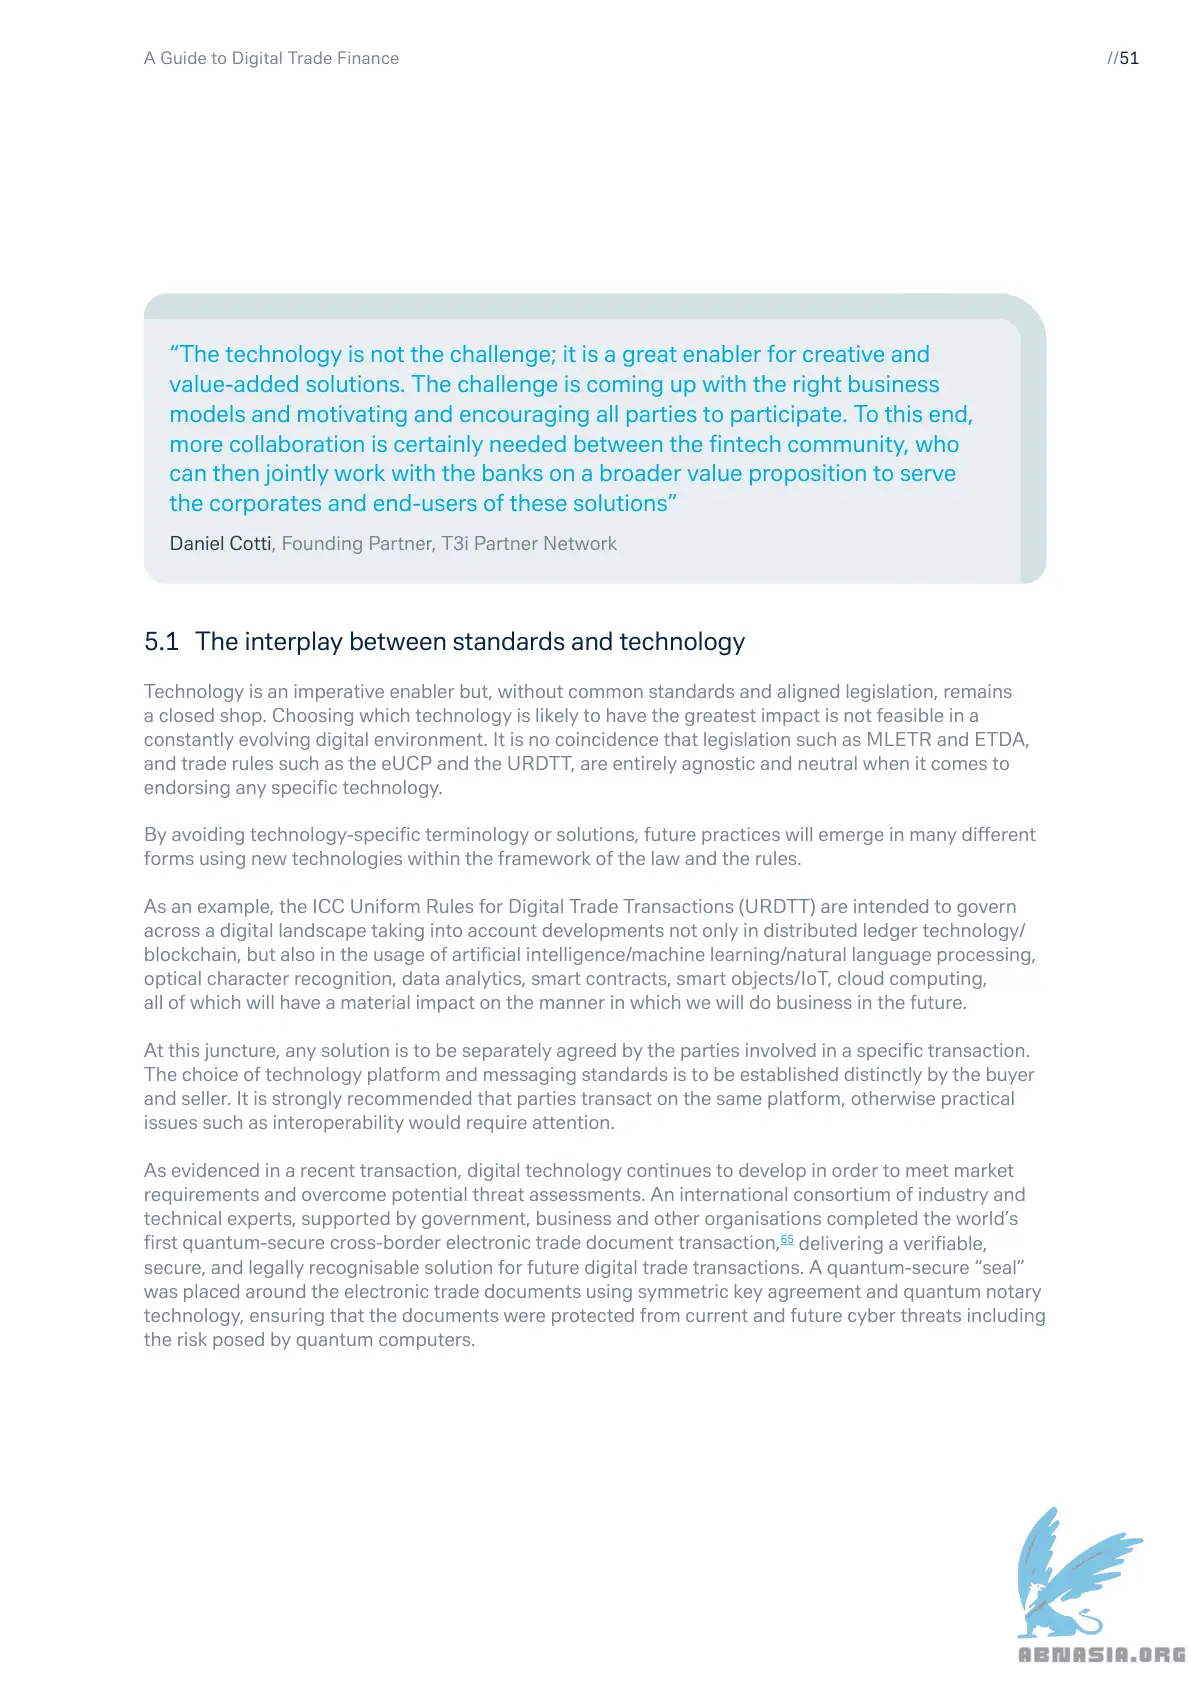 A Guide to Digital Trade Finance
//51
“The technology is not the challenge; it is a great enabler for creative and
value-added solutions. The challenge is coming up with the right business
models and motivating and encouraging all parties to participate. To this end,
more collaboration is certainly needed between the fintech community, who
can then jointly work with the banks on a broader value proposition to serve
the corporates and end-users of these solutions”
Daniel Cotti, Founding Partner, T3i Partner Network
5.1 The interplay between standards and technology
Technology is an imperative enabler but, without common standards and aligned legislation, remains
a closed shop. Choosing which technology is likely to have the greatest impact is not feasible in a
constantly evolving digital environment. It is no coincidence that legislation such as MLETR and ETDA,
and trade rules such as the eUCP and the URDTT, are entirely agnostic and neutral when it comes to
endorsing any specific technology.
By avoiding technology-specific terminology or solutions, future practices will emerge in many different
forms using new technologies within the framework of the law and the rules.
As an example, the ICC Uniform Rules for Digital Trade Transactions (URDTT) are intended to govern
across a digital landscape taking into account developments not only in distributed ledger technology/
blockchain, but also in the usage of artificial intelligence/machine learning/natural language processing,
optical character recognition, data analytics, smart contracts, smart objects/IoT, cloud computing,
all of which will have a material impact on the manner in which we will do business in the future.
At this juncture, any solution is to be separately agreed by the parties involved in a specific transaction.
The choice of technology platform and messaging standards is to be established distinctly by the buyer
and seller. It is strongly recommended that parties transact on the same platform, otherwise practical
issues such as interoperability would require attention.
As evidenced in a recent transaction, digital technology continues to develop in order to meet market
requirements and overcome potential threat assessments. An international consortium of industry and
technical experts, supported by government, business and other organisations completed the world’s
first quantum-secure cross-border electronic trade document transaction,65 delivering a verifiable,
secure, and legally recognisable solution for future digital trade transactions. A quantum-secure “seal”
was placed around the electronic trade documents using symmetric key agreement and quantum notary
technology, ensuring that the documents were protected from current and future cyber threats including
the risk posed by quantum computers.
ABNASIA.ORG